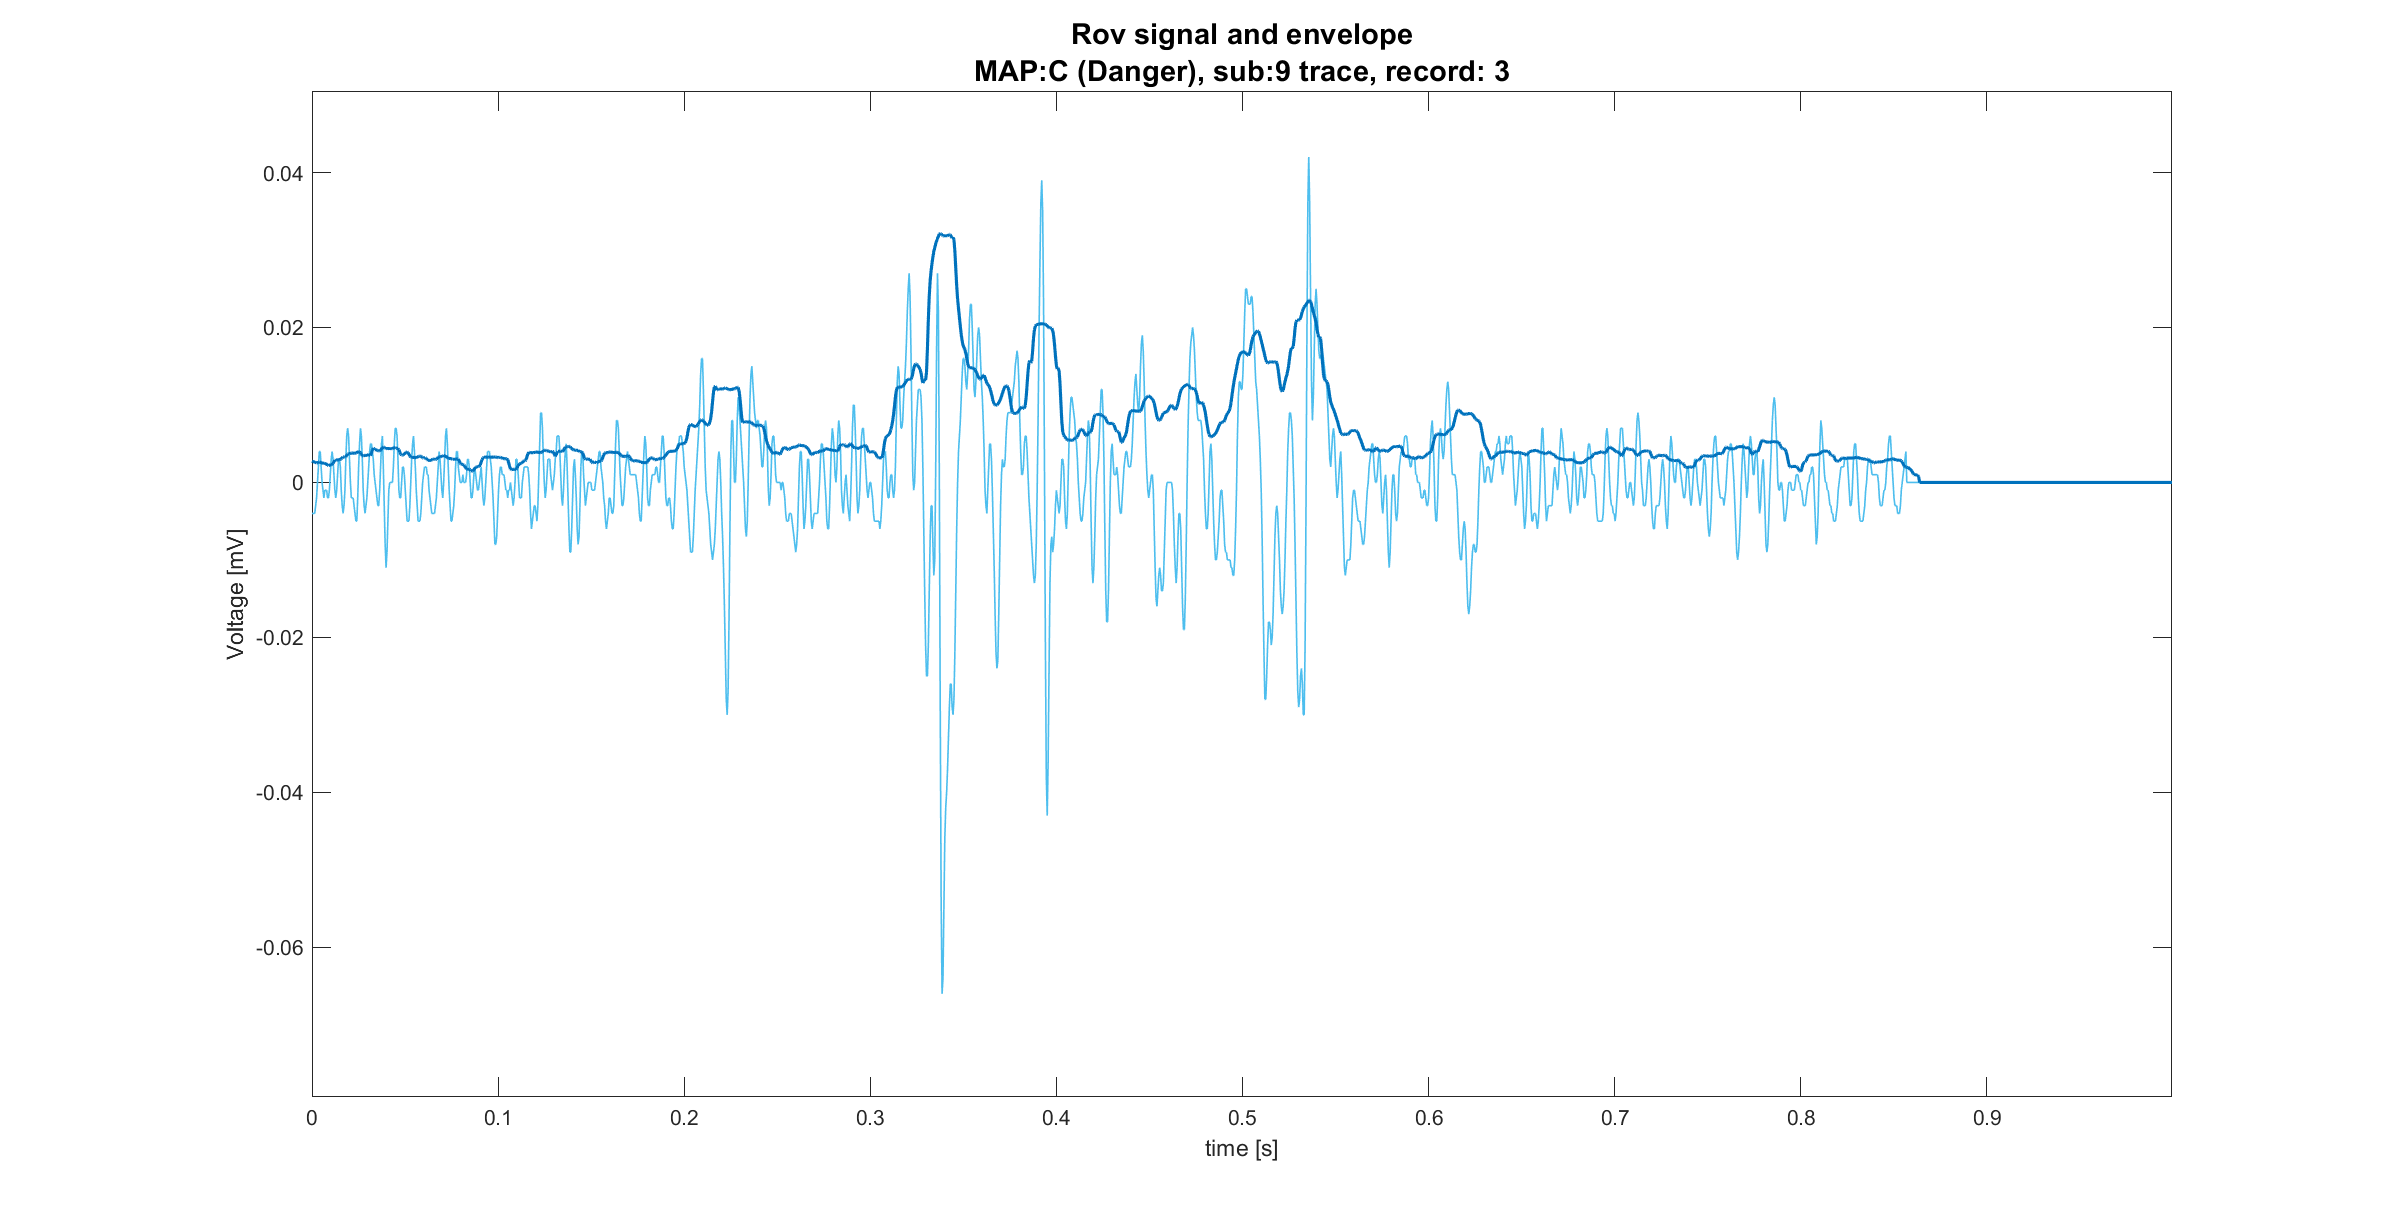 Rov signal and envelope
MAP:C (Danger), sub:9 trace, record: 3
0.04
0.02
0
-0.02
-0.04
-0.06
Voltage [mV]
0 0.1 0.2 0.3 0.4 0.5 0.6 0.7 0.8 0.9
time [s]